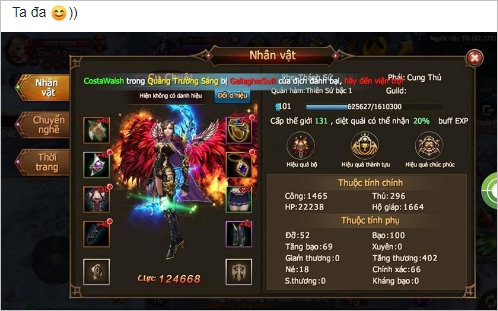 Ta đa 😊))
Nhân vật
CostaWalsh trong Quảng Trường Sáng bị GallagherSuS của địch đánh bại, hãy đến viện trợ!
Phái: Cung Thủ
Hiện không có danh hiệu
Đổi d.hiệu
Quân hàm: Thiên Sứ bậc 1
Guild:
101
625627/1610300
Cấp thế giới 131 , diệt quái có thể nhận 20% buff EXP
Nhân vật
Chuyển nghề
Thời trang
Hiệu quả bộ
Hiệu quả thành tựu
Hiệu quả chúc phúc
Thuộc tính chính
Công:1465
Thủ:296
HP:22238
Hộ giáp:1664
Thuộc tính phụ
Đỡ:52
Bạo:100
Tăng bạo:69
Xuyên:0
Giảm thương:0
Tăng thương:402
Né:18
Chính xác:66
S.thương:0
Kháng bạo:0
L.lực: 124668